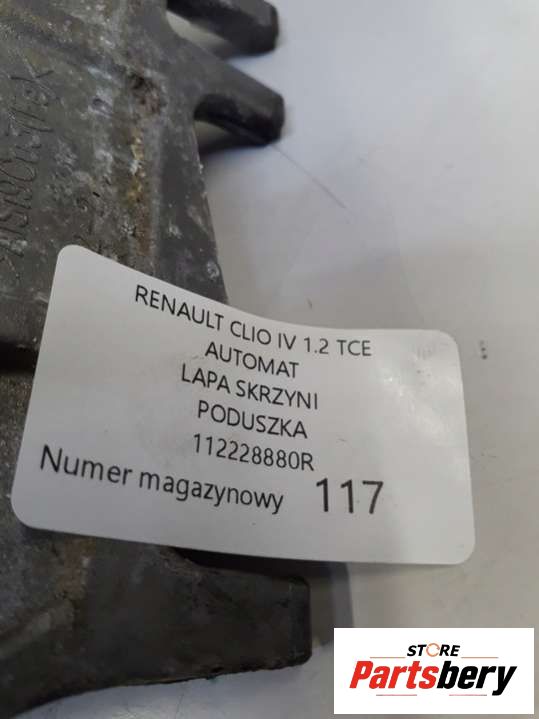 RENAULT CLIO IV 1.2 TCE
AUTOMAT
LAPA SKRZYNI
PODUSZKA
112228880R
Numer magazynowy 117
STORE
Partsbery